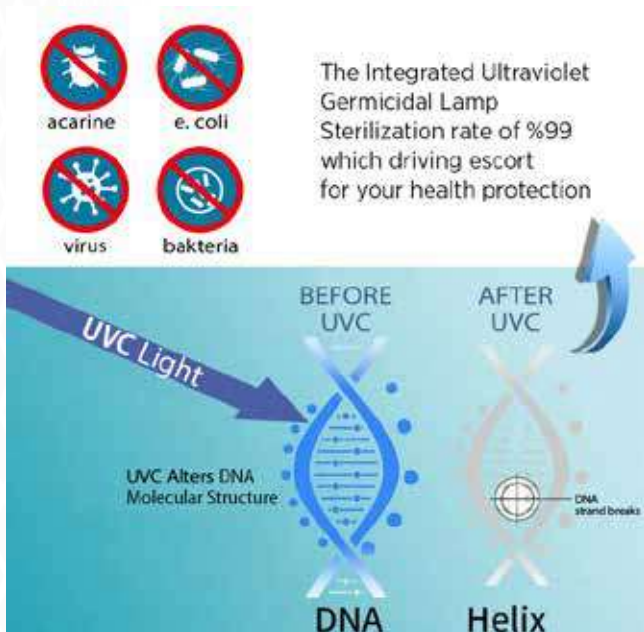 acarine
e. coli
virus
bakteria
The Integrated Ultraviolet
Germicidal Lamp
Sterilization rate of %99
which driving escort
for your health protection
UVC Light
BEFORE
UVC
AFTER
UVC
UVC Alters DNA
Molecular Structure
DNA
strand breaks
DNA
Helix